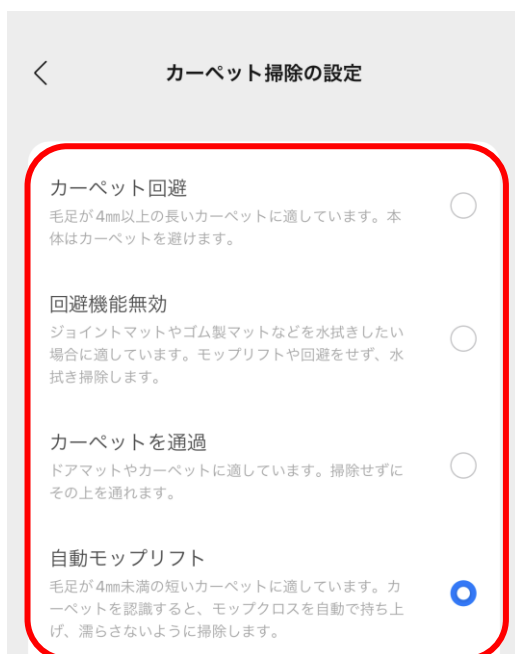 カーペット掃除の設定
カーペット回避
毛足が4㎜以上の長いカーペットに適しています。本
体はカーペットを避けます。
回避機能無効
ジョイントマットやゴム製マットなどを水拭きしたい
場合に適しています。モップリフトや回避をせず、水
拭き掃除します。
カーペットを通過
ドアマットやカーペットに適しています。掃除せずに
その上を通れます。
自動モップリフト
毛足が4㎜未満の短いカーペットに適しています。カ
ーペットを認識すると、モップクロスを自動で持ち上
げ、濡らさないように掃除します。